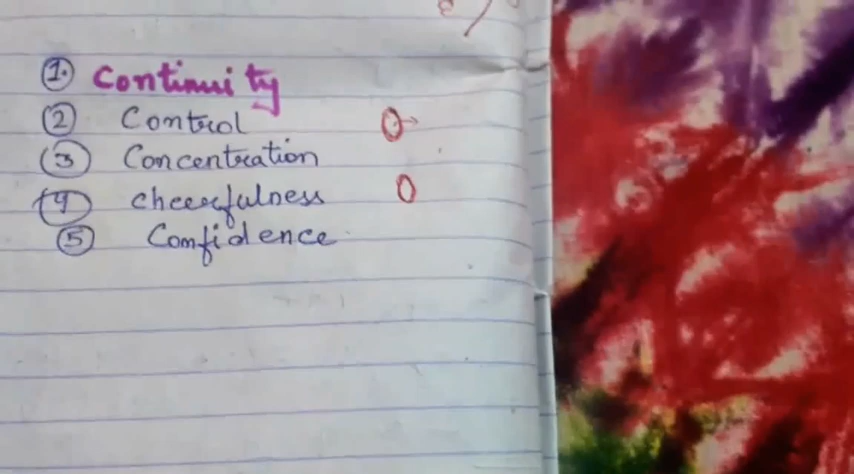 1. Continuity
2 Control
3 Concentration
4 cheerfulness
5 Confidence